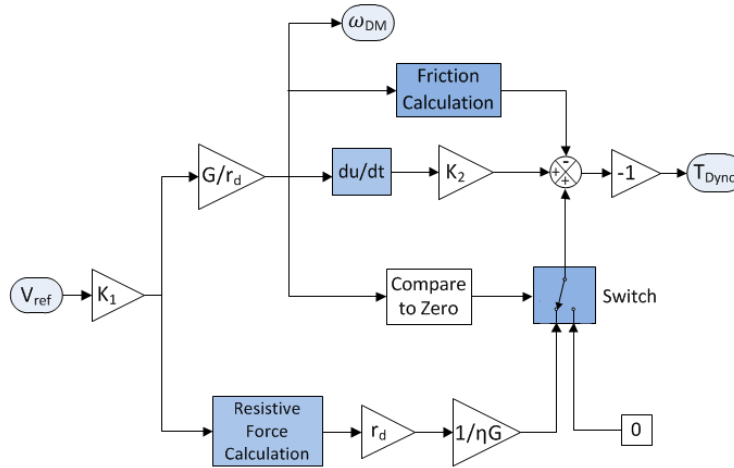 ω_DM
Friction
Calculation
-
G/r_d
du/dt
K_2
+
+
-1
T_Dyno
V_ref
K_1
Compare
to Zero
Switch
Resistive
Force
Calculation
r_d
1/ηG
0